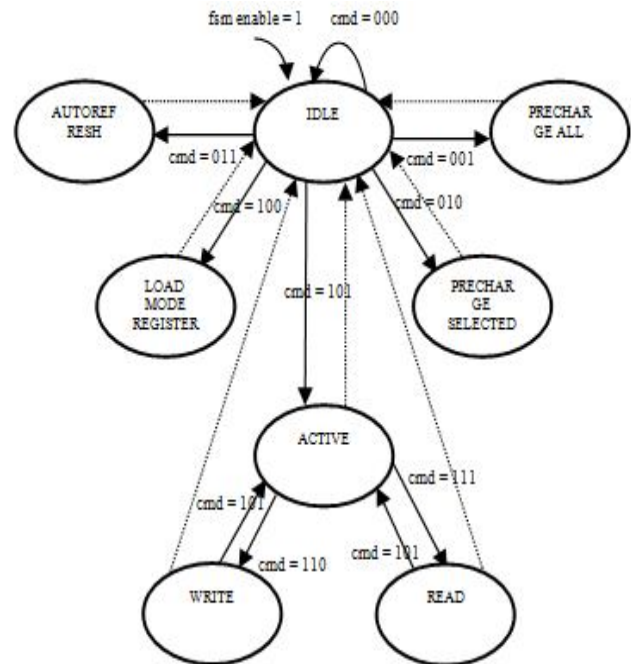 fsm enable = 1
cmd = 000
AUTOREF
RESH
IDLE
PRECHAR
GE ALL
cmd = 011
cmd = 001
cmd = 100
cmd = 010
LOAD
MODE
REGISTER
cmd = 101
PRECHAR
GE
SELECTED
ACTIVE
cmd = 111
cmd = 101
cmd = 101
cmd = 110
WRITE
READ